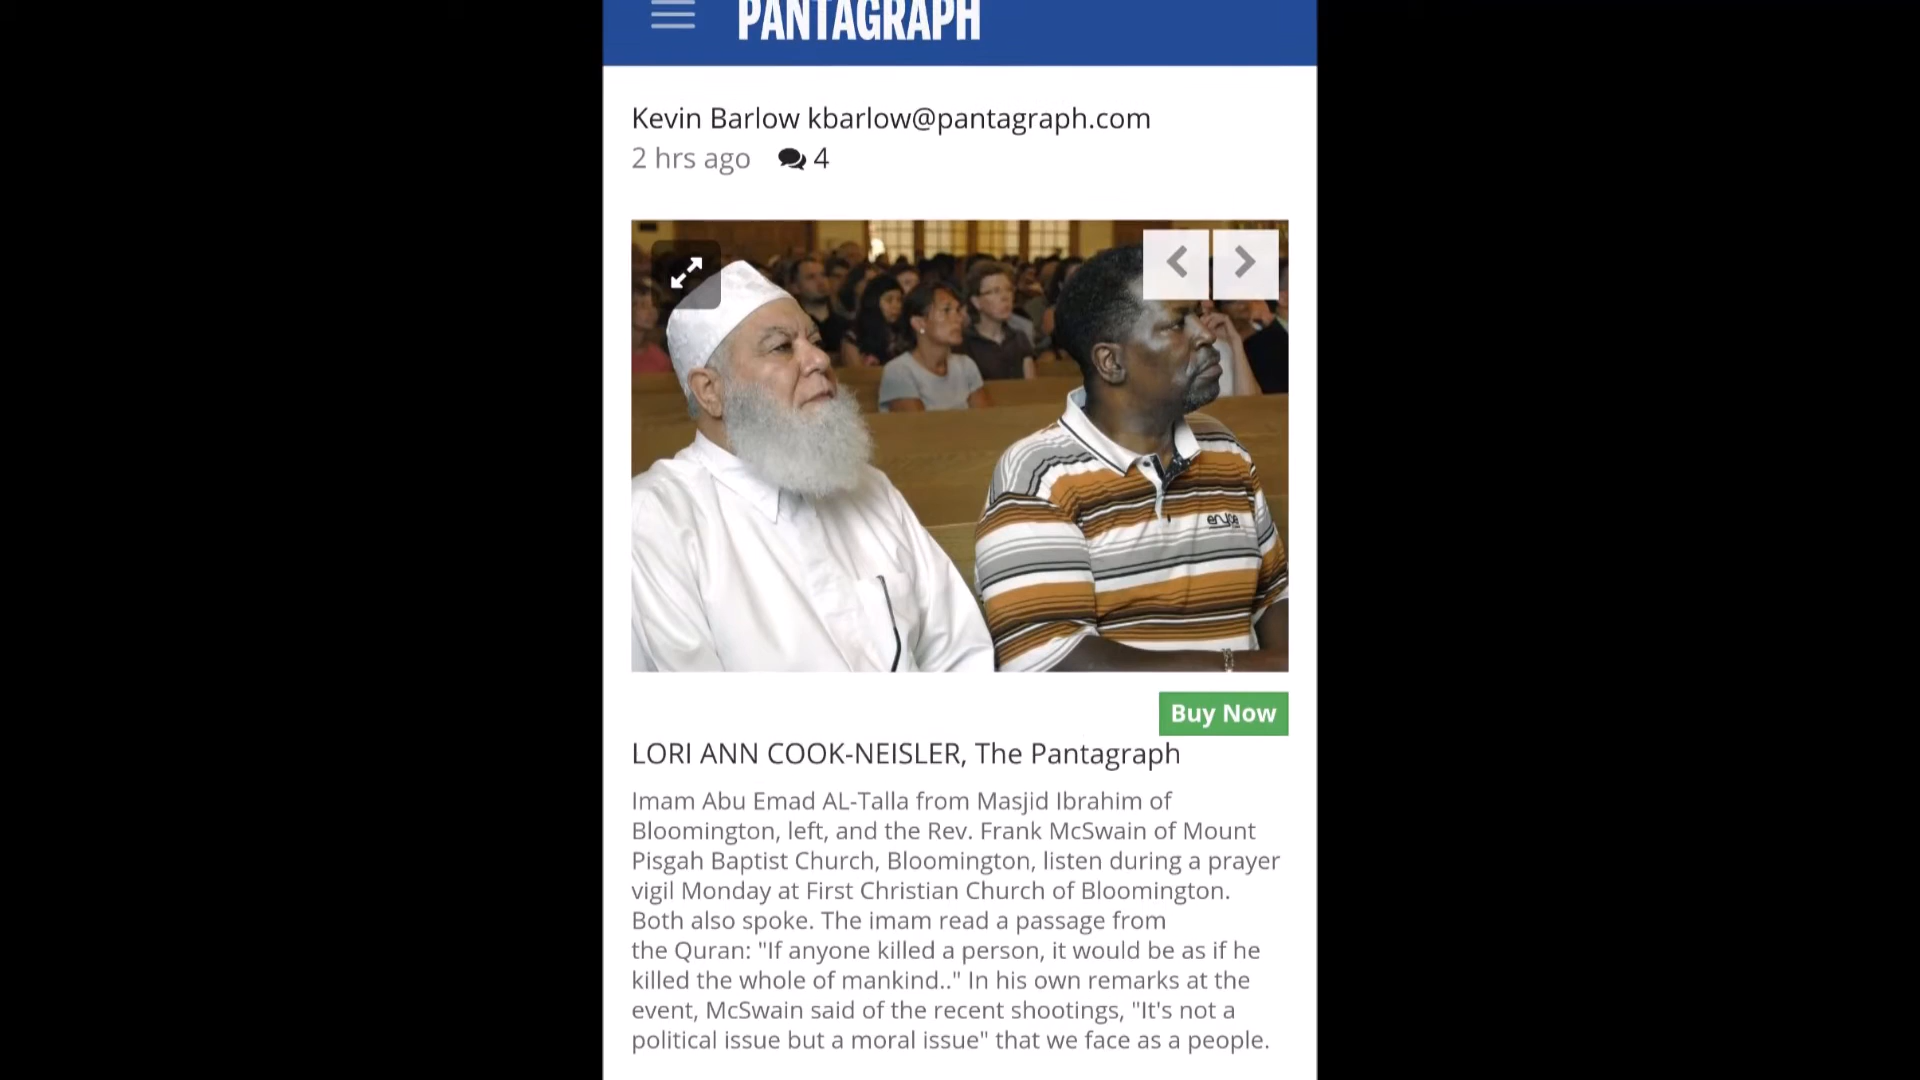 PANTAGRAPH
Kevin Barlow kbarlow@pantagraph.com
2 hrs ago 4
enyce
Buy Now
LORI ANN COOK-NEISLER, The Pantagraph
Imam Abu Emad AL-Talla from Masjid Ibrahim of
Bloomington, left, and the Rev. Frank McSwain of Mount
Pisgah Baptist Church, Bloomington, listen during a prayer
vigil Monday at First Christian Church of Bloomington.
Both also spoke. The imam read a passage from
the Quran: "If anyone killed a person, it would be as if he
killed the whole of mankind.." In his own remarks at the
event, McSwain said of the recent shootings, "It's not a
political issue but a moral issue" that we face as a people.